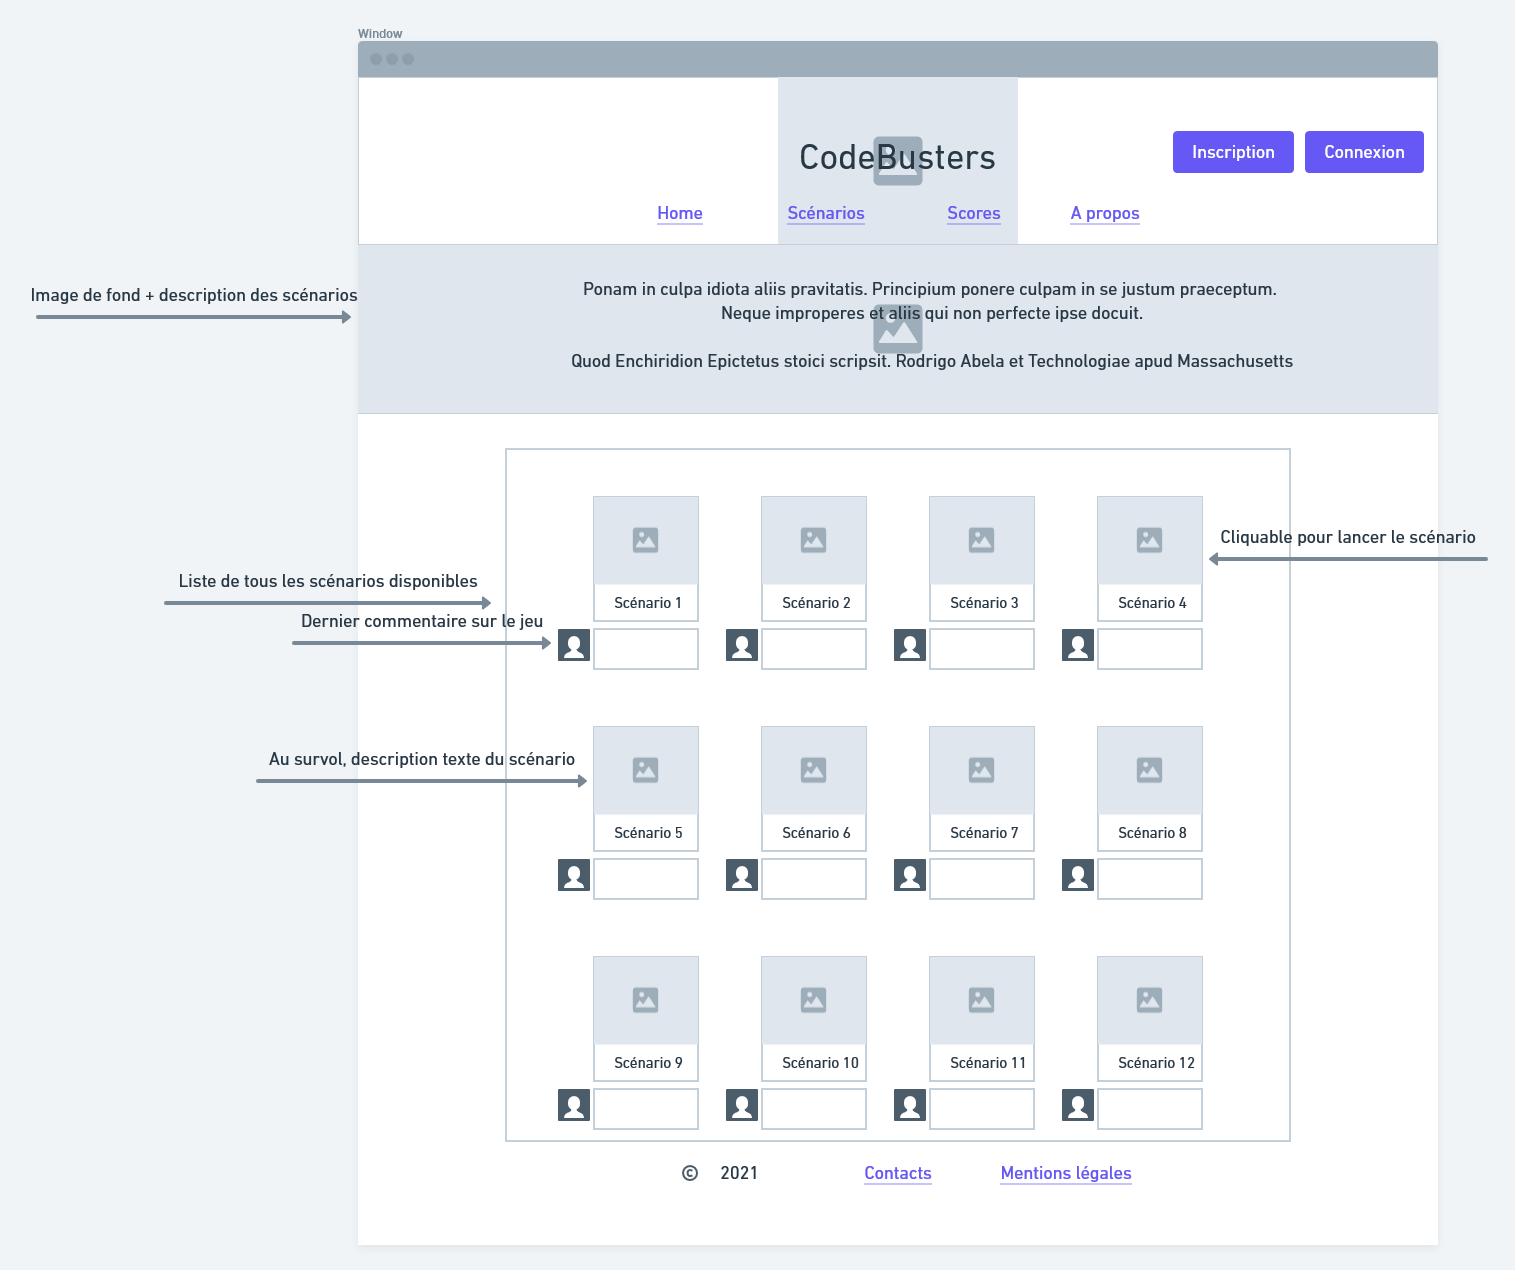 Window
CodeBusters
Inscription
Connexion
Home
Scénarios
Scores
A propos
Image de fond + description des scénarios
Ponam in culpa idiota aliis pravitatis. Principium ponere culpam in se justum praeceptum.
Neque improperes et aliis qui non perfecte ipse docuit.
Quod Enchiridion Epictetus stoici scripsit. Rodrigo Abela et Technologiae apud Massachusetts
Cliquable pour lancer le scénario
Liste de tous les scénarios disponibles
Scénario 1
Scénario 2
Scénario 3
Scénario 4
Dernier commentaire sur le jeu
Au survol, description texte du scénario
Scénario 5
Scénario 6
Scénario 7
Scénario 8
Scénario 9
Scénario 10
Scénario 11
Scénario 12
© 2021
Contacts
Mentions légales